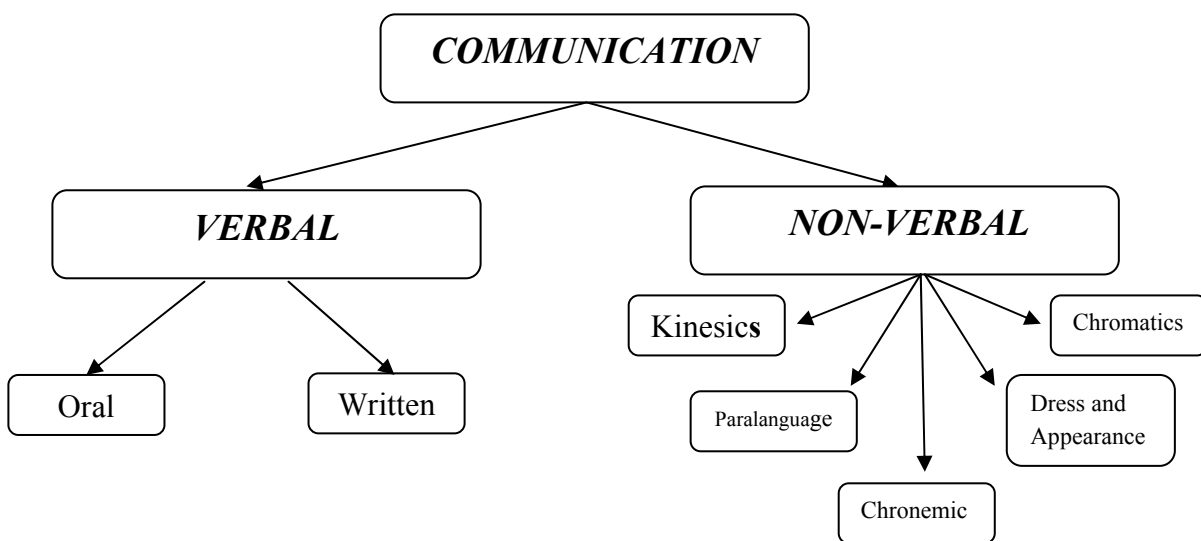 COMMUNICATION
VERBAL
NON-VERBAL
Kinesics
Chromatics
Oral
Written
Paralanguage
Dress and
Appearance
Chronemic